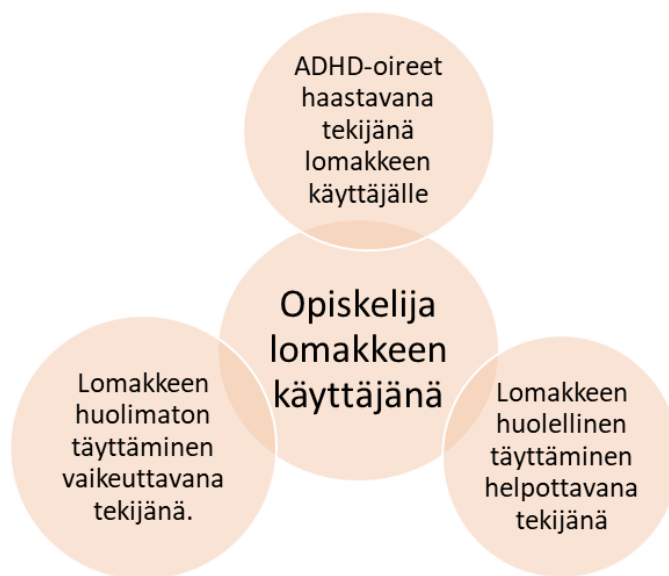 ADHD-oireet
haastavana
tekijänä
lomakkeen
käyttäjälle
Opiskelija
lomakkeen
käyttäjänä
Lomakkeen
huolimaton
täyttäminen
vaikeuttavana
tekijänä.
Lomakkeen
huolellinen
täyttäminen
helpottavana
tekijänä